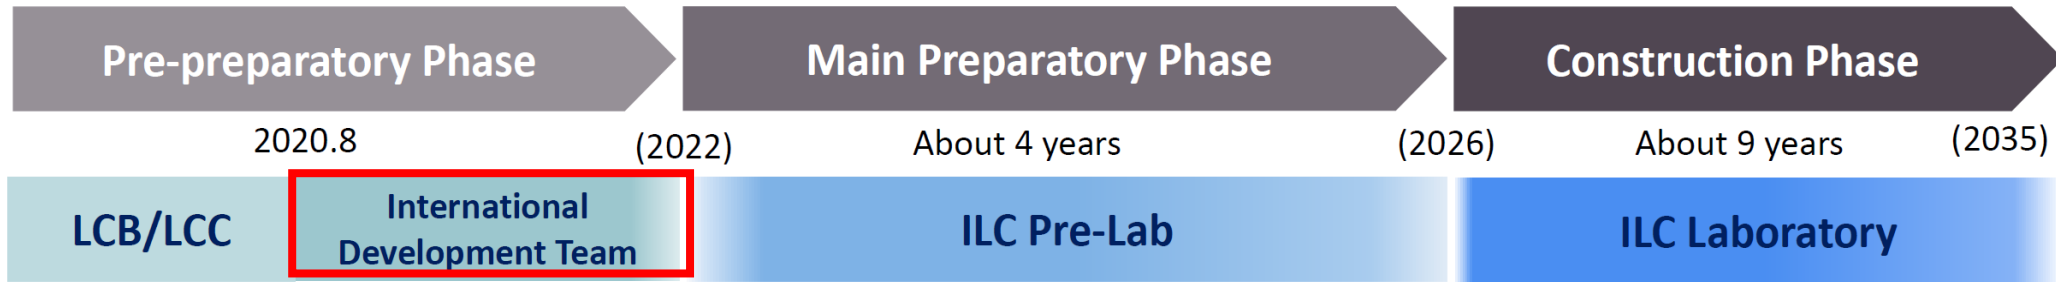 Pre-preparatory Phase
Main Preparatory Phase
Construction Phase
2020.8
(2022)
About 4 years
(2026)
About 9 years
(2035)
LCB/LCC
International
Development Team
ILC Pre-Lab
ILC Laboratory